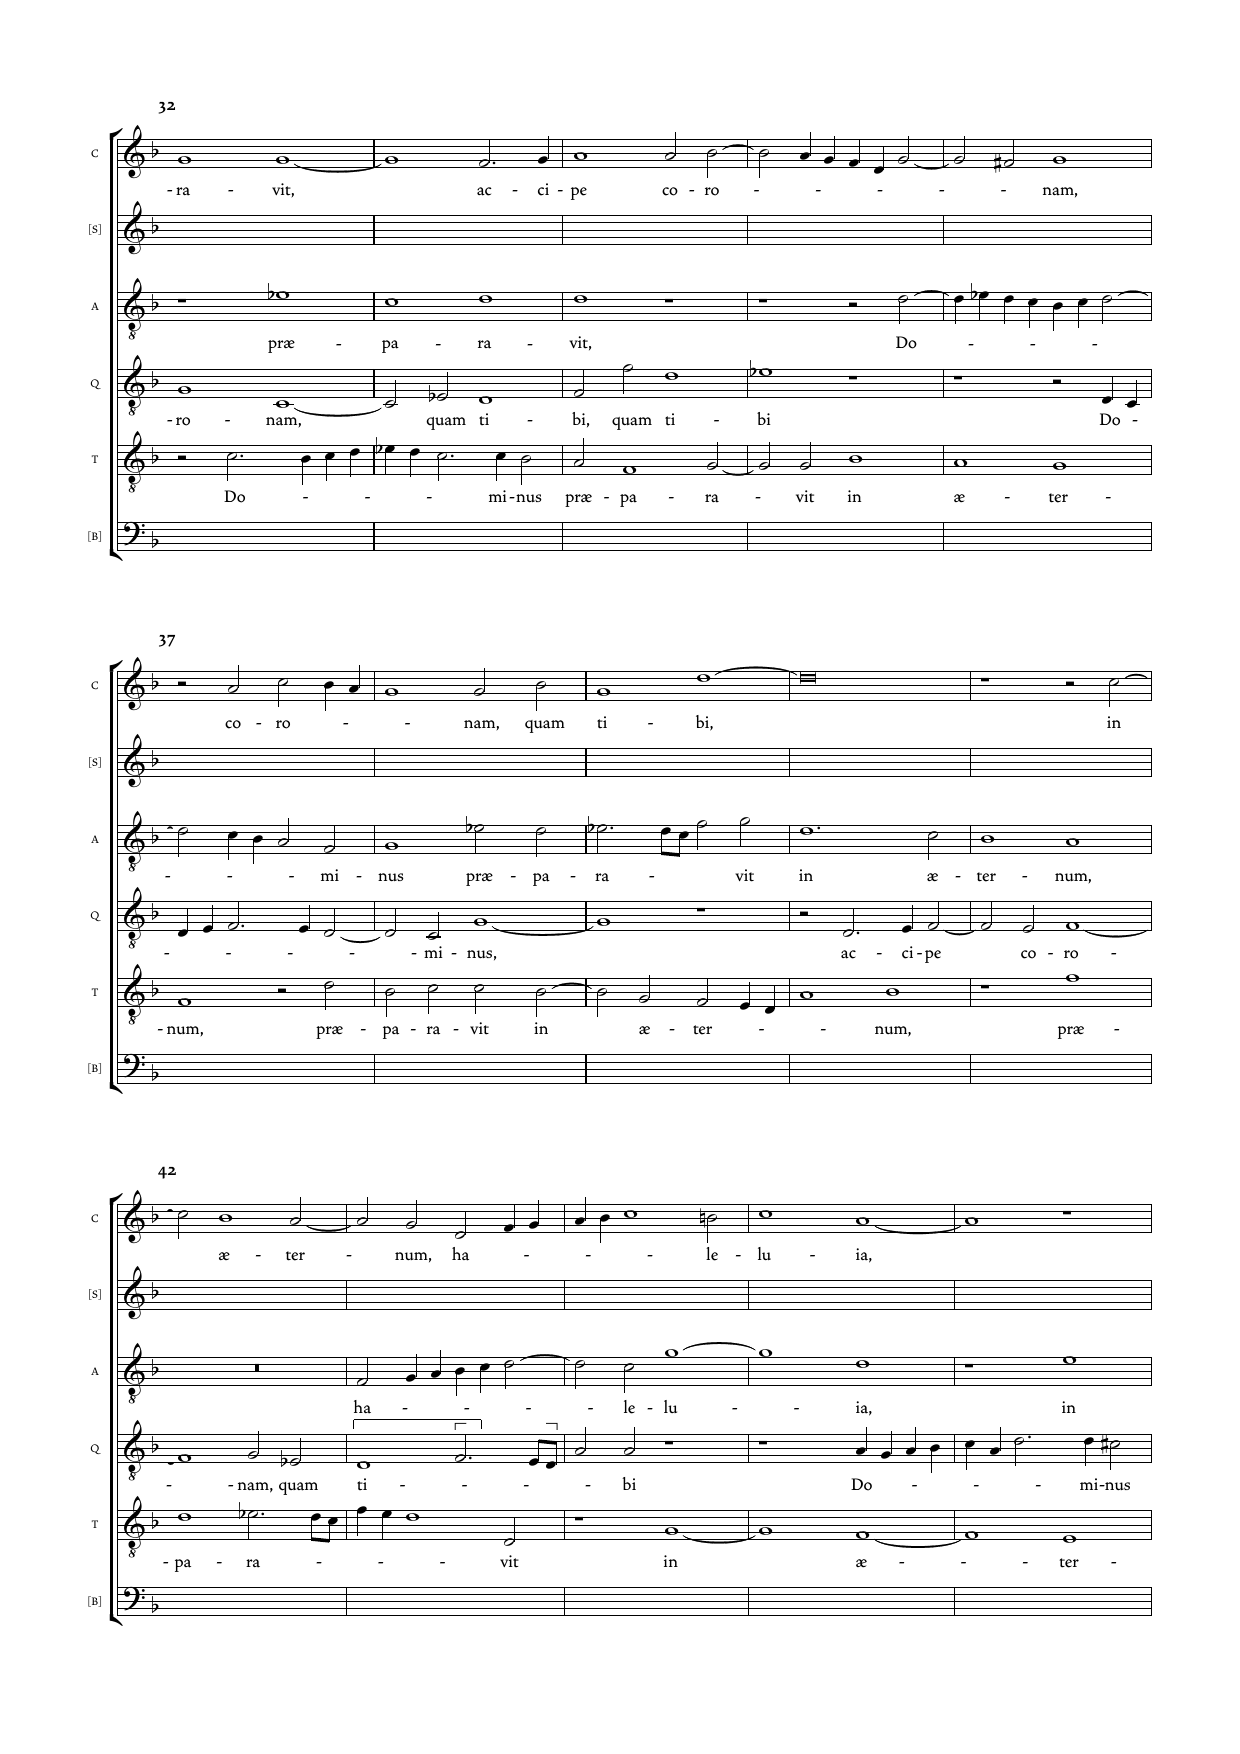 32
C
-ra - vit, ac - ci - pe co - ro - - - - - nam,
[S]
A
præ - pa - ra - vit, Do - - - -
Q
-ro - nam, quam ti - bi, quam ti - bi Do -
T
Do - - - - mi-nus præ - pa - ra - vit in æ - ter -
[B]
37
C
co - ro - - - nam, quam ti - bi, in
[S]
A
- - - mi - nus præ - pa - ra - vit in æ - ter - num,
Q
- - - - - - mi - nus, ac - ci-pe co - ro -
T
-num, præ - pa - ra - vit in æ - ter - - num, præ -
[B]
42
C
æ - ter - num, ha - - - - le - lu - ia,
[S]
A
ha - - - - - le - lu - - ia, in
Q
- -nam, quam ti - - - - - bi Do - - - - mi-nus
T
-pa - ra - - - - vit in æ - - - ter -
[B]